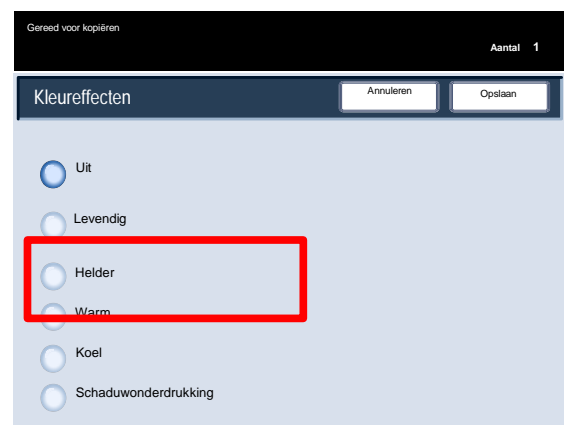 Gereed voor kopiëren
Aantal 1
Kleureffecten
Annuleren
Opslaan
Uit
Levendig
Helder
Warm
Koel
Schaduwonderdrukking